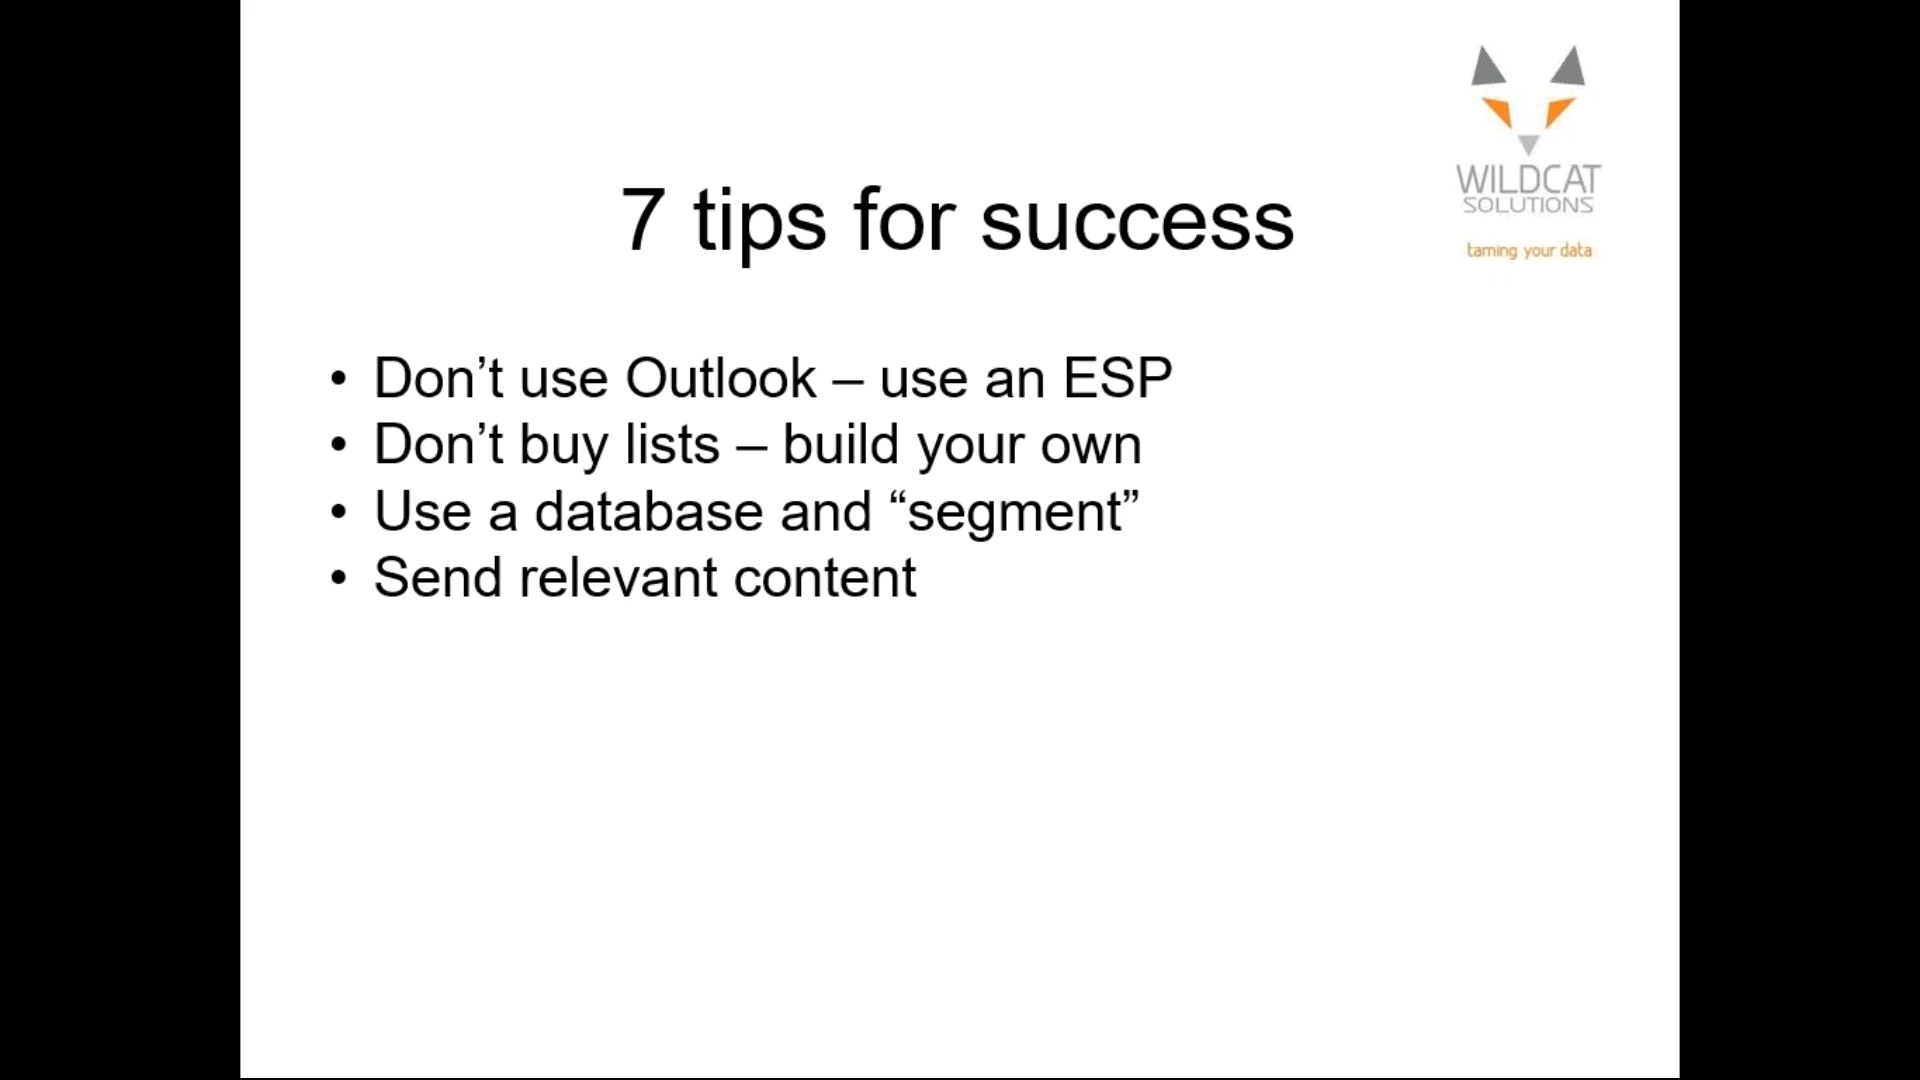 WILDCAT
SOLUTIONS
taming your data
7 tips for success
• Don’t use Outlook – use an ESP
• Don’t buy lists – build your own
• Use a database and “segment”
• Send relevant content